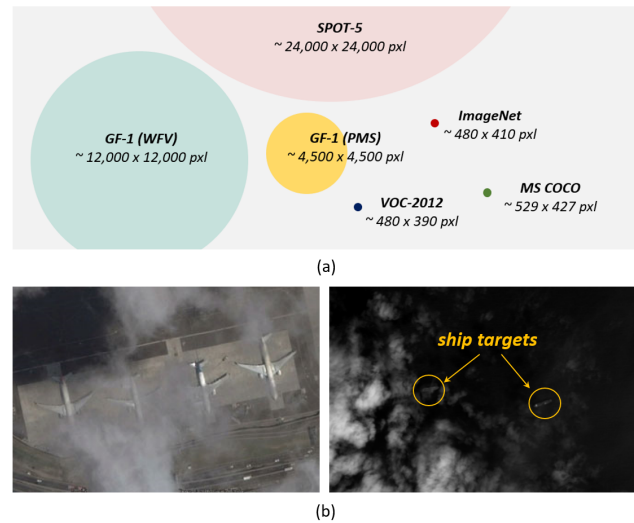 SPOT-5
~ 24,000 x 24,000 pxl
GF-1 (WFV)
~ 12,000 x 12,000 pxl
GF-1 (PMS)
~ 4,500 x 4,500 pxl
ImageNet
~ 480 x 410 pxl
MS COCO
~ 529 x 427 pxl
VOC-2012
~ 480 x 390 pxl
(a)
ship targets
(b)